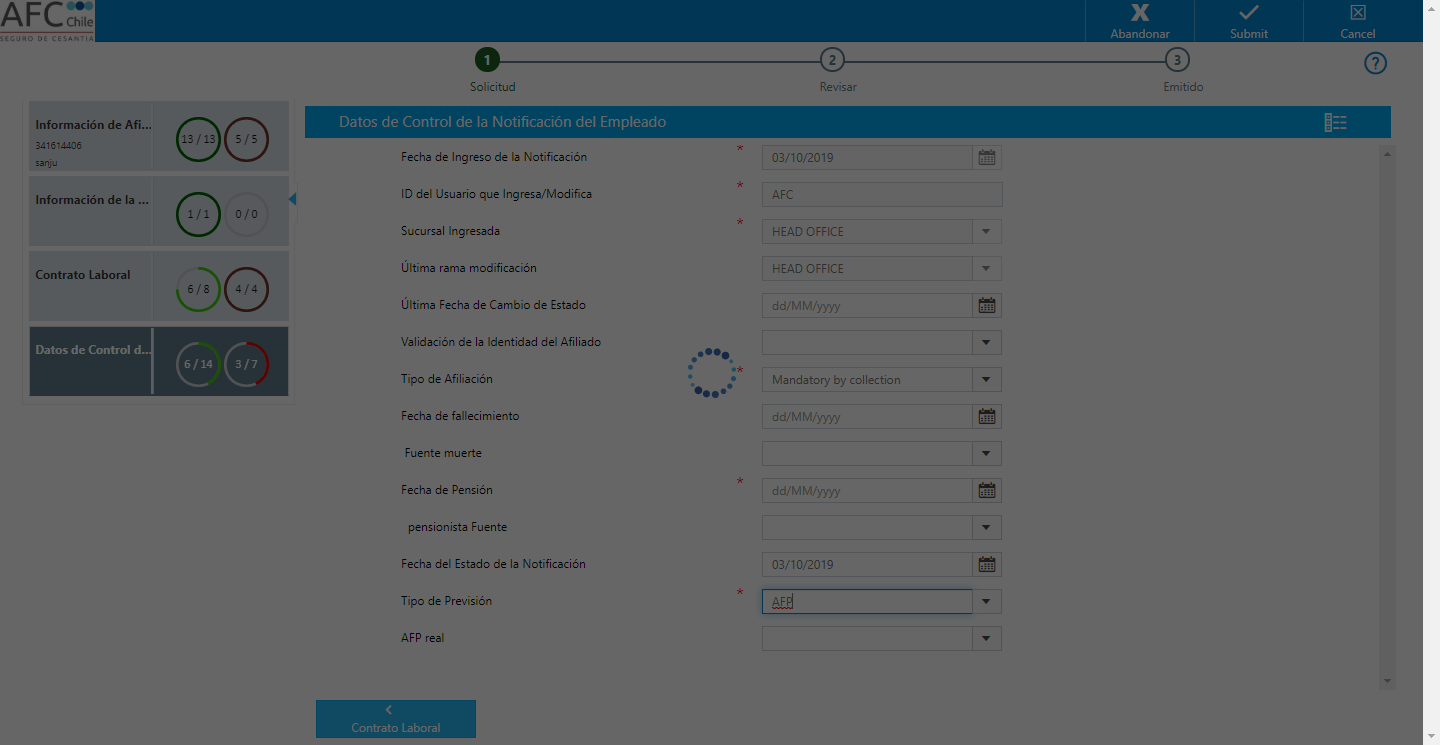 AFC
Chile
SEGURO DE CESANTIA
Abandonar
Submit
Cancel
1
2
3
?
Solicitud
Revisar
Emitido
Información de Afi...
341614406
sanju
13 / 13
5 / 5
Información de la ...
1 / 1
0 / 0
Contrato Laboral
6 / 8
4 / 4
Datos de Control d...
6 / 14
3 / 7
Datos de Control de la Notificación del Empleado
Fecha de Ingreso de la Notificación * 03/10/2019
ID del Usuario que Ingresa/Modifica * AFC
Sucursal Ingresada * HEAD OFFICE
Última rama modificación HEAD OFFICE
Última Fecha de Cambio de Estado dd/MM/yyyy
Validación de la Identidad del Afiliado
Tipo de Afiliación * Mandatory by collection
Fecha de fallecimiento dd/MM/yyyy
Fuente muerte
Fecha de Pensión * dd/MM/yyyy
pensionista Fuente
Fecha del Estado de la Notificación 03/10/2019
Tipo de Previsión * AFP
AFP real
Contrato Laboral